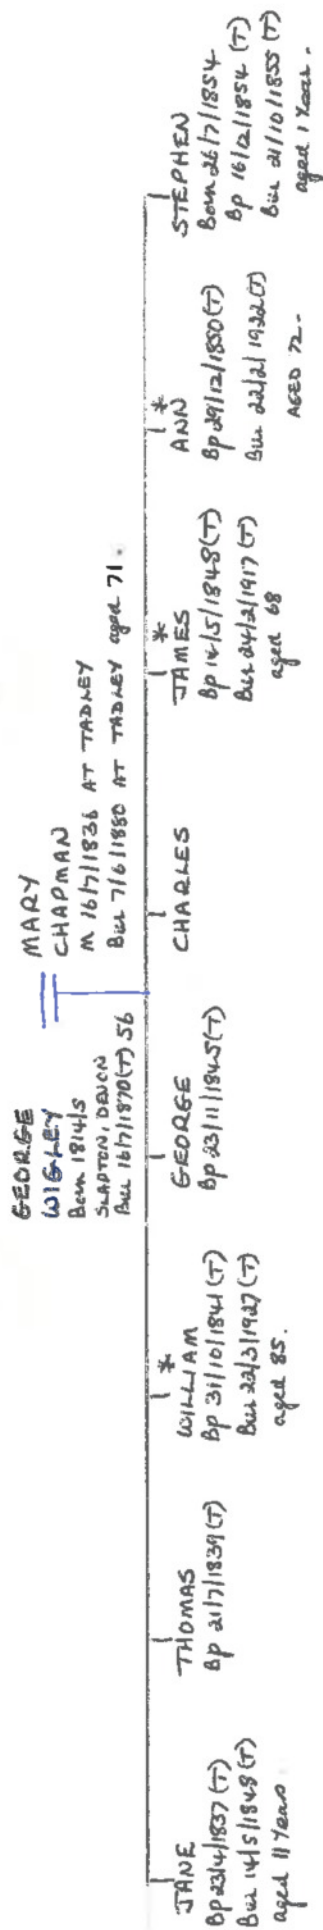 GEORGE
WIGLEY
Born 1814/5
SLAPTON, DEVON
Bur 16/7/1870(T) 56
MARY
CHAPMAN
M 16/7/1836 AT TADLEY
Bur 7/6/1880 AT TADLEY aged 71.
JANE
Bp 23/4/1837 (T)
Bur 14/5/1848 (T)
aged 11 Years
THOMAS
Bp 21/7/1839 (T)
WILLIAM *
Bp 31/10/1841 (T)
Bur 22/3/1927 (T)
aged 85.
GEORGE
Bp 23/11/1845(T)
CHARLES
JAMES *
Bp 14/5/1848(T)
Bur 24/2/1917 (T)
aged 68
ANN *
Bp 29/12/1850(T)
Bur 22/2/1922(T)
AGED 72.
STEPHEN
Born 26/7/1854
Bp 16/12/1854 (T)
Bur 21/10/1855 (T)
aged 1 Year.